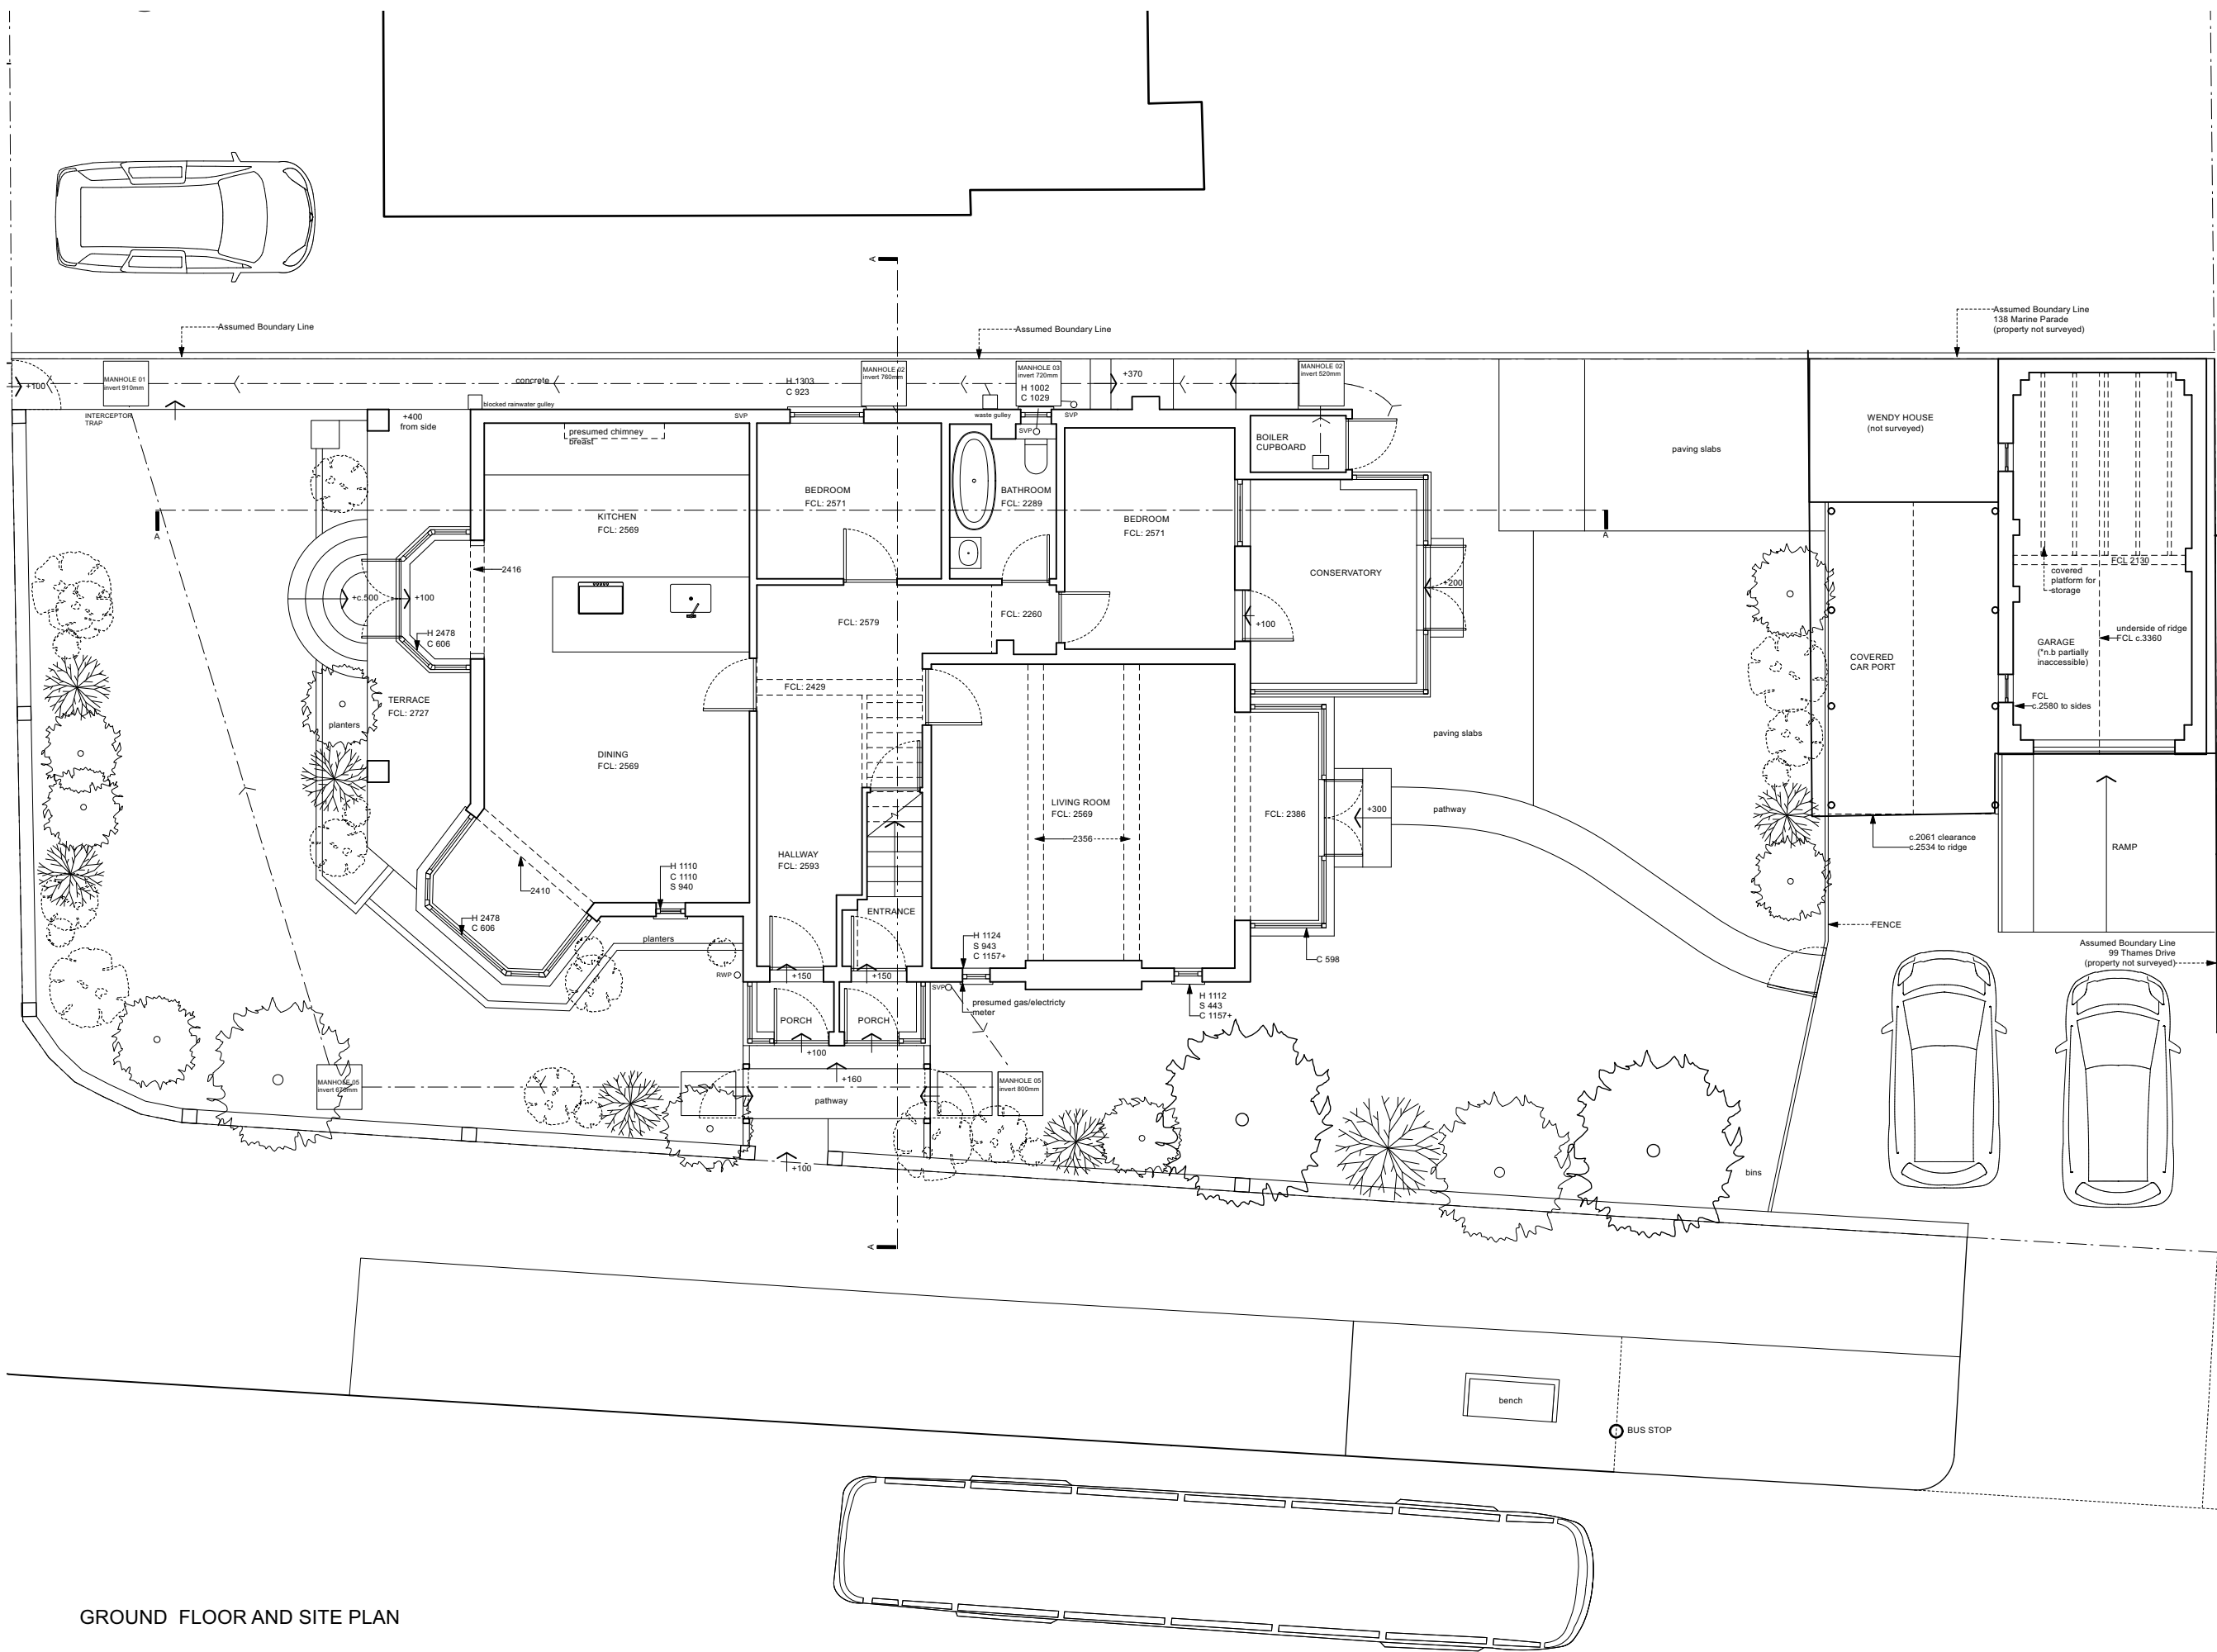 Assumed Boundary Line
Assumed Boundary Line
Assumed Boundary Line
138 Marine Parade
(property not surveyed)
A
+100
MANHOLE 01
invert 910mm
concrete
H 1303
C 923
MANHOLE 02
invert 760mm
MANHOLE 03
invert 720mm
H 1002
C 1029
+370
MANHOLE 02
invert 520mm
INTERCEPTOR
TRAP
+400
from side
blocked rainwater gulley
SVP
waste gulley
SVP
SVP
presumed chimney
breast
BOILER
CUPBOARD
paving slabs
WENDY HOUSE
(not surveyed)
BEDROOM
FCL: 2571
BATHROOM
FCL: 2289
KITCHEN
FCL: 2569
BEDROOM
FCL: 2571
A
A
2416
CONSERVATORY
+200
FCL 2130
covered
platform for
storage
+c.500
+100
FCL: 2579
FCL: 2260
+100
H 2478
C 606
underside of ridge
FCL c.3360
GARAGE
(*n.b partially
inaccessible)
COVERED
CAR PORT
FCL: 2429
FCL
c.2580 to sides
TERRACE
FCL: 2727
planters
paving slabs
DINING
FCL: 2569
LIVING ROOM
FCL: 2569
2356
FCL: 2386
+300
pathway
c.2061 clearance
c.2534 to ridge
RAMP
HALLWAY
FCL: 2593
H 1110
C 1110
S 940
2410
ENTRANCE
H 2478
C 606
planters
H 1124
S 943
C 1157+
FENCE
C 598
Assumed Boundary Line
99 Thames Drive
(property not surveyed)
RWP
+150
+150
SVP
presumed gas/electricty
meter
H 1112
S 443
C 1157+
PORCH
PORCH
+100
MANHOLE 05
invert 670mm
+160
pathway
MANHOLE 05
invert 800mm
+100
bins
A
bench
BUS STOP
GROUND FLOOR AND SITE PLAN